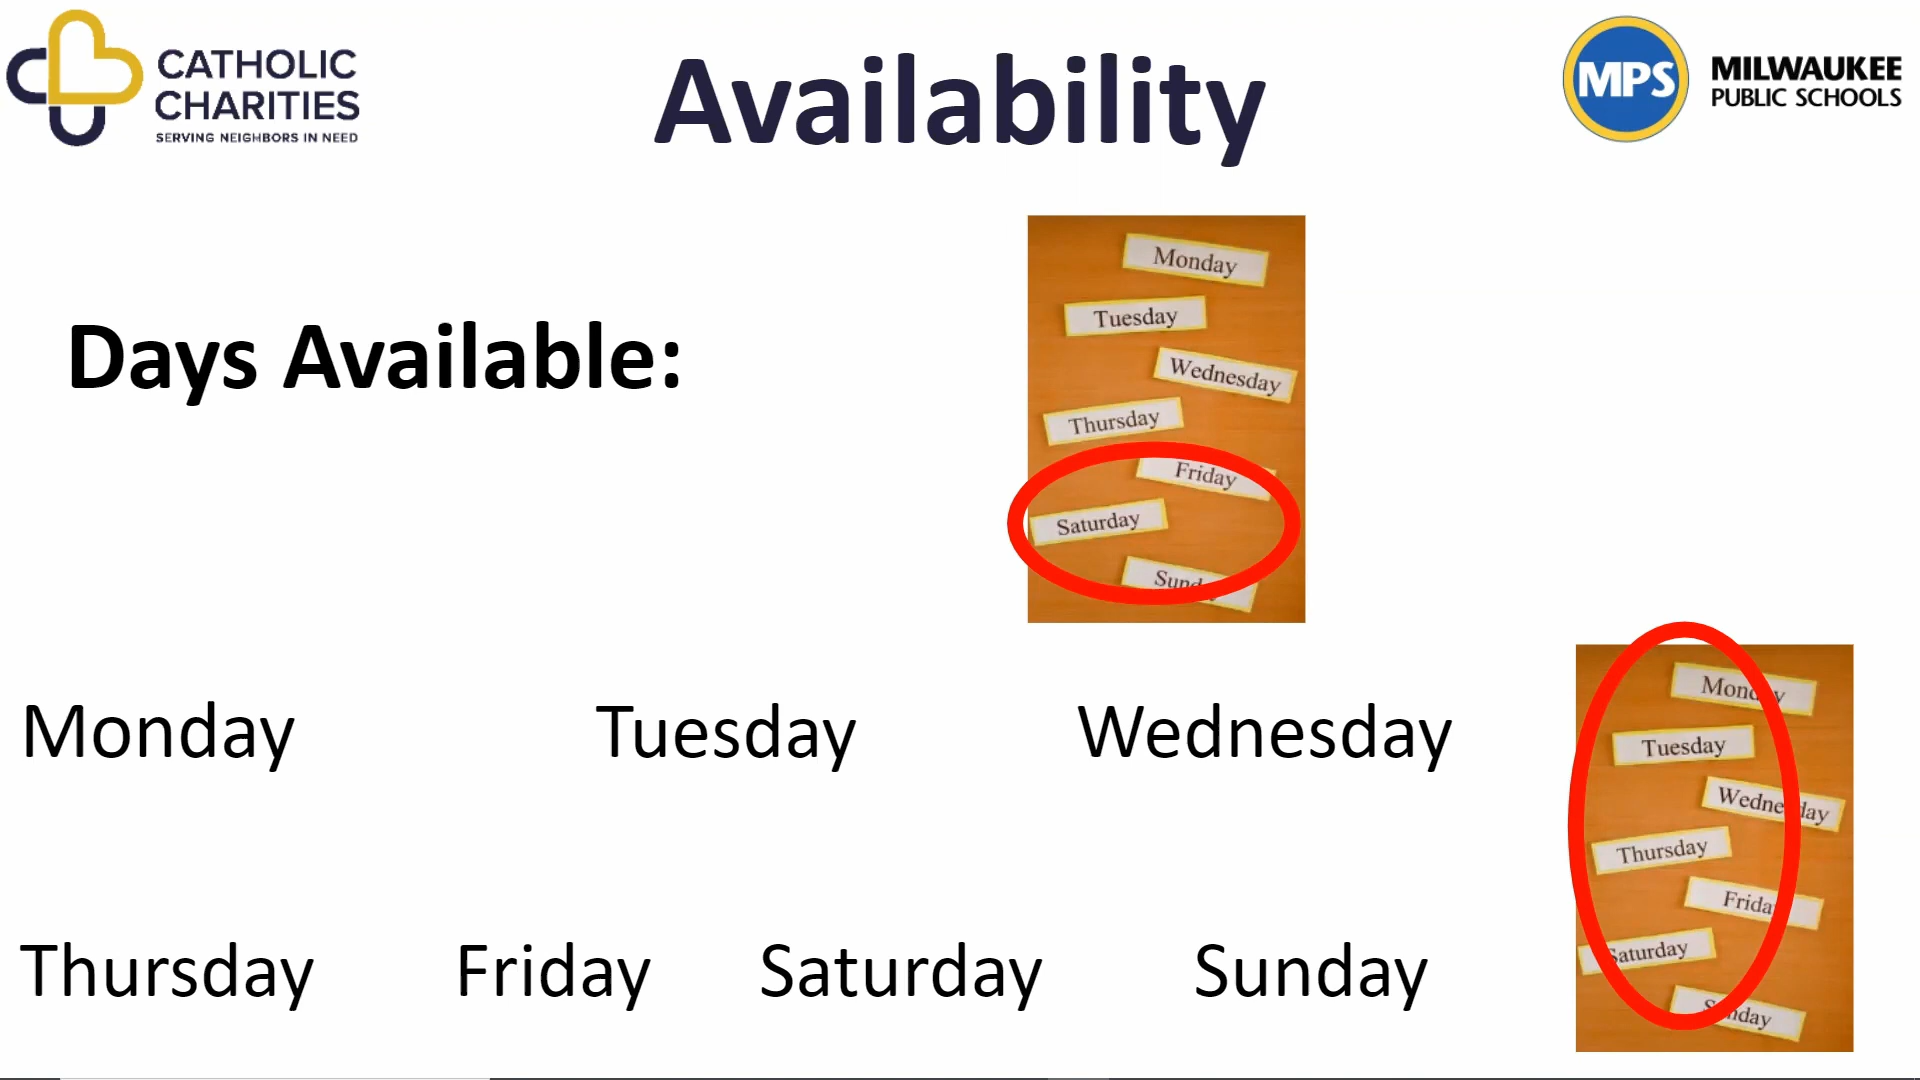 CATHOLIC
CHARITIES
SERVING NEIGHBORS IN NEED
Availability
MPS
MILWAUKEE
PUBLIC SCHOOLS
Days Available:
Monday
Tuesday
Wednesday
Thursday
Friday
Saturday
Monday Tuesday Wednesday
Thursday Friday Saturday Sunday
Tuesday
Thursday
Saturday